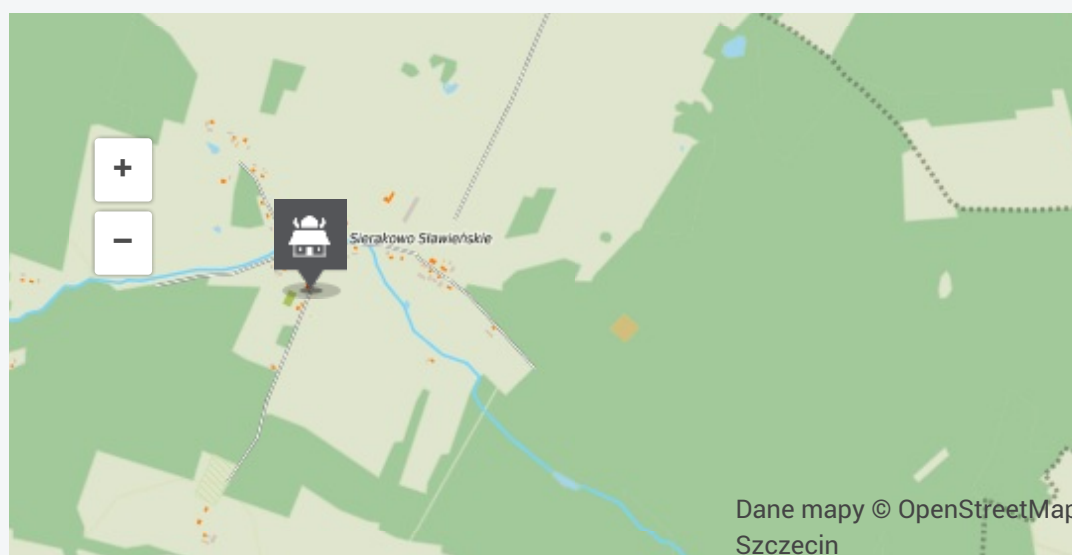 +
−
Sierakowo Sławieńskie
Dane mapy © OpenStreetMap
Szczecin